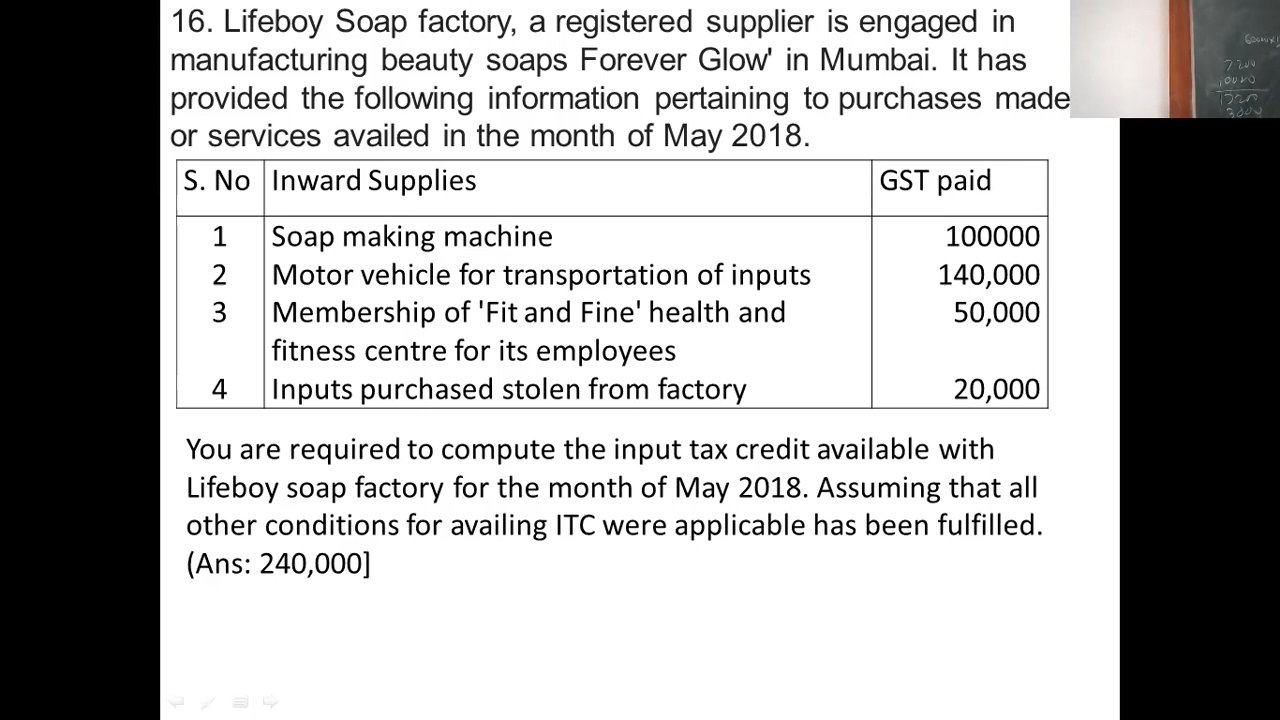 16. Lifeboy Soap factory, a registered supplier is engaged in
manufacturing beauty soaps Forever Glow' in Mumbai. It has
provided the following information pertaining to purchases made
or services availed in the month of May 2018.
S. No Inward Supplies GST paid
1 Soap making machine 100000
2 Motor vehicle for transportation of inputs 140,000
3 Membership of 'Fit and Fine' health and 50,000
fitness centre for its employees
4 Inputs purchased stolen from factory 20,000
You are required to compute the input tax credit available with
Lifeboy soap factory for the month of May 2018. Assuming that all
other conditions for availing ITC were applicable has been fulfilled.
(Ans: 240,000]